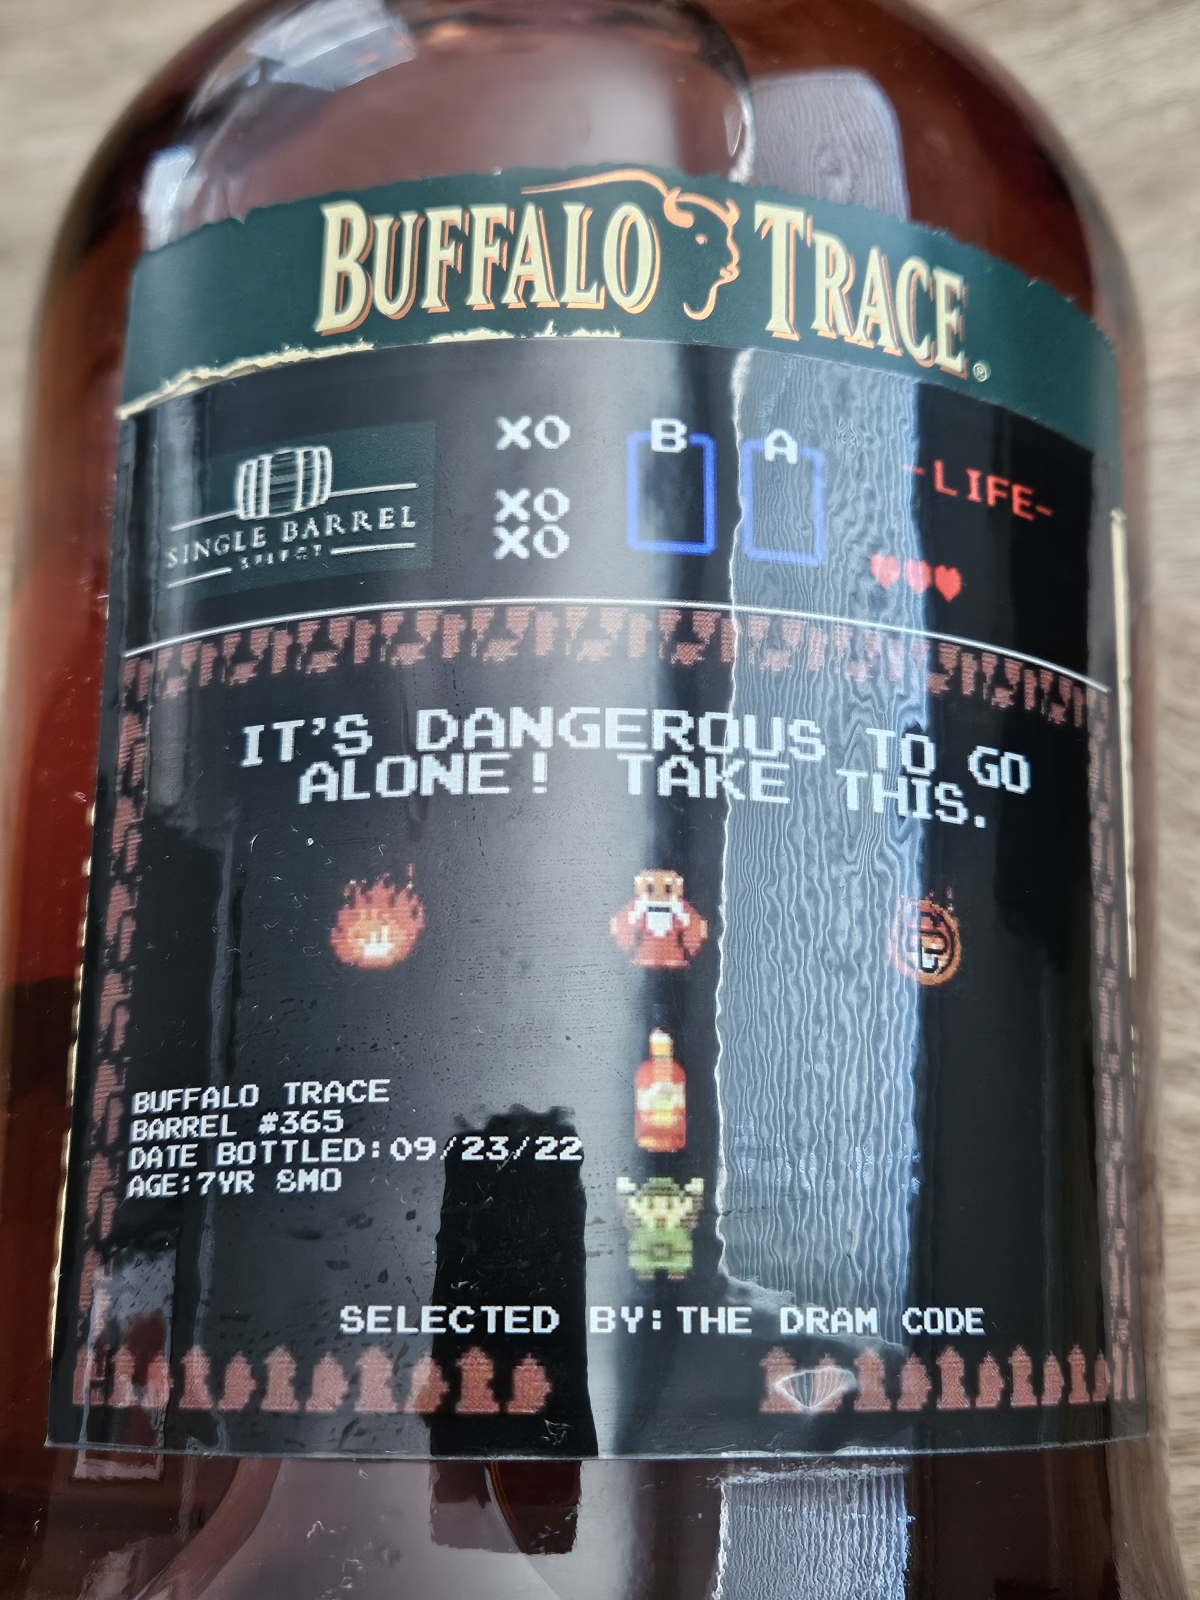 BUFFALO TRACE®
SINGLE BARREL
SELECT
XO
XO
XO
B
A
-LIFE-
IT'S DANGEROUS TO GO
ALONE! TAKE THIS.
BUFFALO TRACE
BARREL #365
DATE BOTTLED:09/23/22
AGE:7YR 8MO
SELECTED BY:THE DRAM CODE